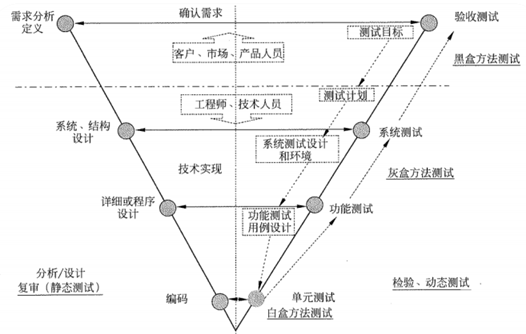 需求分析
定义
确认需求
验收测试
测试目标
客户、市场、产品人员
黑盒方法测试
测试计划
工程师、技术人员
系统、结构
设计
系统测试设计
和环境
系统测试
技术实现
灰盒方法测试
详细或程序
设计
功能测试
用例设计
功能测试
分析/设计
复审（静态测试）
编码
单元测试
白盒方法测试
检验、动态测试